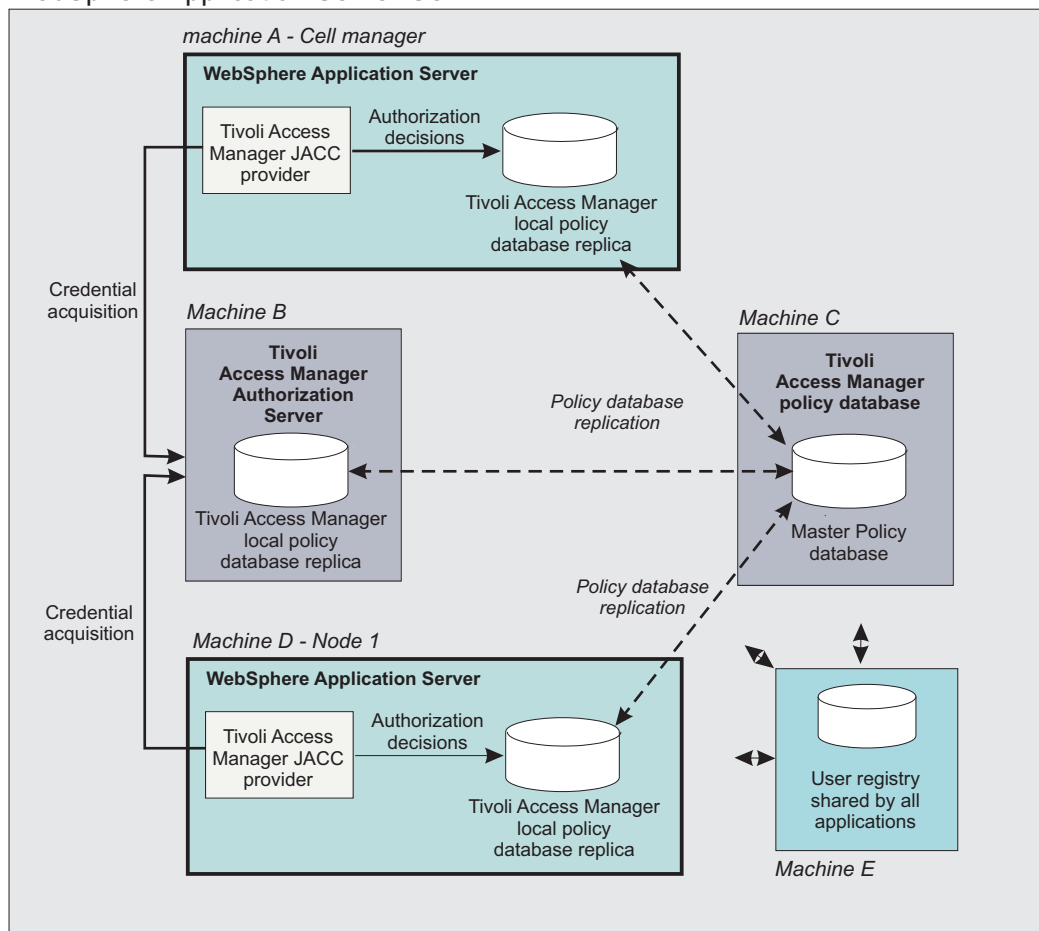 machine A - Cell manager
WebSphere Application Server
Tivoli Access
Manager JACC
provider
Authorization
decisions
Tivoli Access Manager
local policy
database replica
Credential
acquisition
Machine B
Tivoli
Access Manager
Authorization
Server
Tivoli Access Manager
local policy
database replica
Policy database
replication
Machine C
Tivoli
Access Manager
policy database
Master Policy
database
Credential
acquisition
Policy database
replication
Machine D - Node 1
WebSphere Application Server
Tivoli Access
Manager JACC
provider
Authorization
decisions
Tivoli Access Manager
local policy
database replica
User registry
shared by all
applications
Machine E